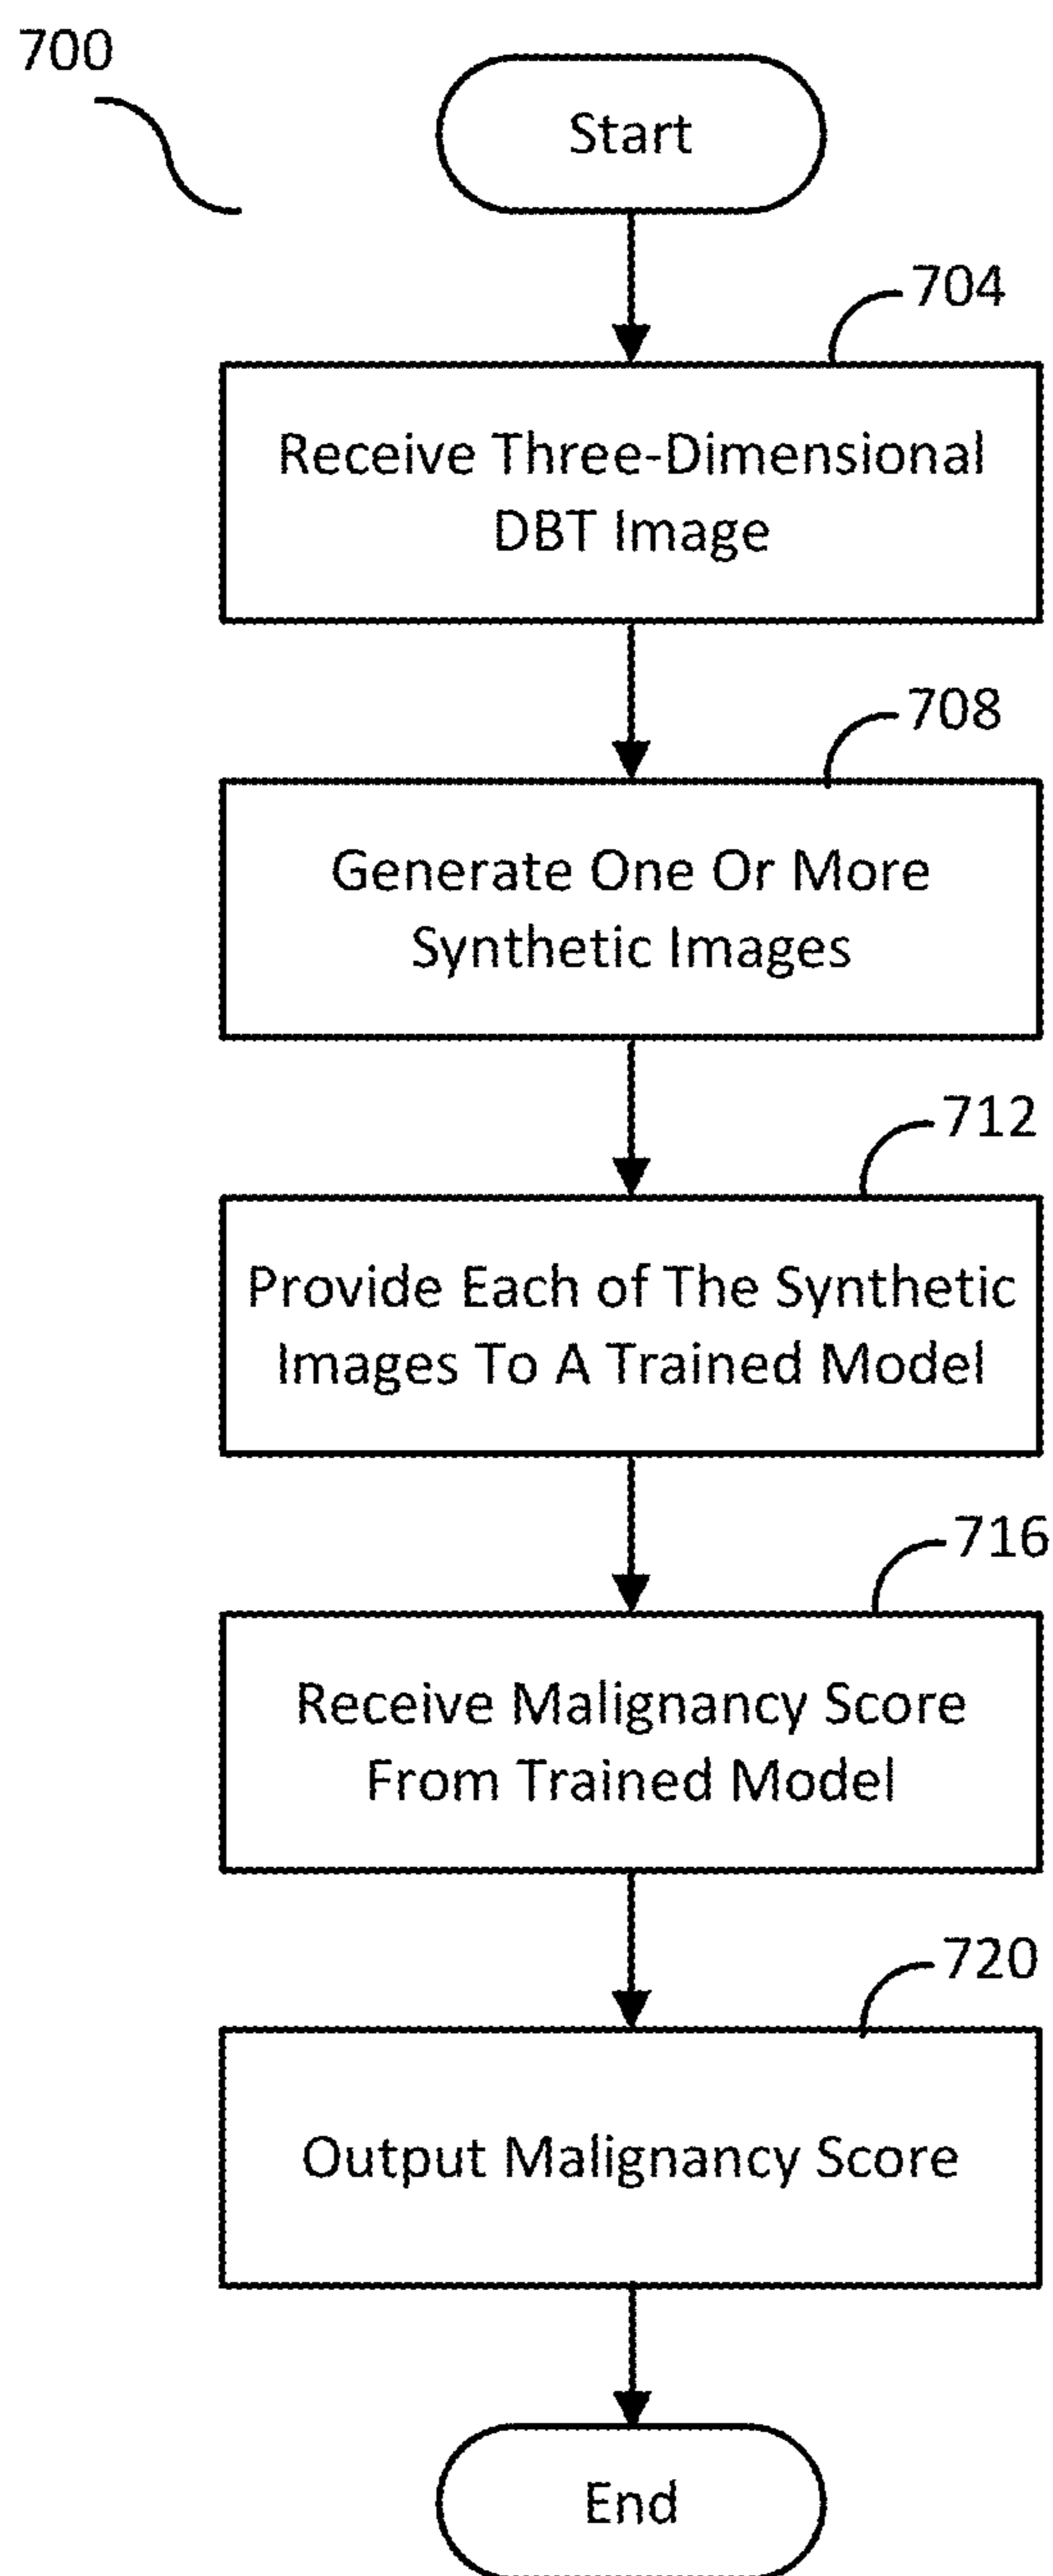 700
Start
704
Receive Three-Dimensional
DBT Image
708
Generate One Or More
Synthetic Images
712
Provide Each of The Synthetic
Images To A Trained Model
716
Receive Malignancy Score
From Trained Model
720
Output Malignancy Score
End